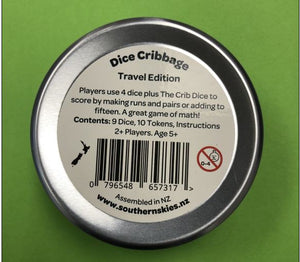 Dice Cribbage
Travel Edition
Players use 4 dice plus The Crib Dice to
score by making runs and pairs or adding to
fifteen. A great game of math!
Contents: 9 Dice, 10 Tokens, Instructions
2+ Players. Age 5+
0-4
0 796548 657317 >
Assembled in NZ
www.southernskies.nz